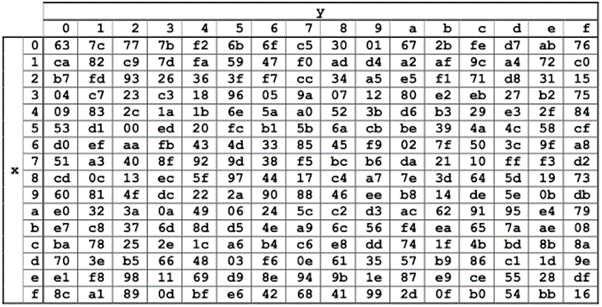 y
0 1 2 3 4 5 6 7 8 9 a b c d e f
0 63 7c 77 7b f2 6b 6f c5 30 01 67 2b fe d7 ab 76
1 ca 82 c9 7d fa 59 47 f0 ad d4 a2 af 9c a4 72 c0
2 b7 fd 93 26 36 3f f7 cc 34 a5 e5 f1 71 d8 31 15
3 04 c7 23 c3 18 96 05 9a 07 12 80 e2 eb 27 b2 75
4 09 83 2c 1a 1b 6e 5a a0 52 3b d6 b3 29 e3 2f 84
5 53 d1 00 ed 20 fc b1 5b 6a cb be 39 4a 4c 58 cf
6 d0 ef aa fb 43 4d 33 85 45 f9 02 7f 50 3c 9f a8
x 7 51 a3 40 8f 92 9d 38 f5 bc b6 da 21 10 ff f3 d2
8 cd 0c 13 ec 5f 97 44 17 c4 a7 7e 3d 64 5d 19 73
9 60 81 4f dc 22 2a 90 88 46 ee b8 14 de 5e 0b db
a e0 32 3a 0a 49 06 24 5c c2 d3 ac 62 91 95 e4 79
b e7 c8 37 6d 8d d5 4e a9 6c 56 f4 ea 65 7a ae 08
c ba 78 25 2e 1c a6 b4 c6 e8 dd 74 1f 4b bd 8b 8a
d 70 3e b5 66 48 03 f6 0e 61 35 57 b9 86 c1 1d 9e
e e1 f8 98 11 69 d9 8e 94 9b 1e 87 e9 ce 55 28 df
f 8c a1 89 0d bf e6 42 68 41 99 2d 0f b0 54 bb 16